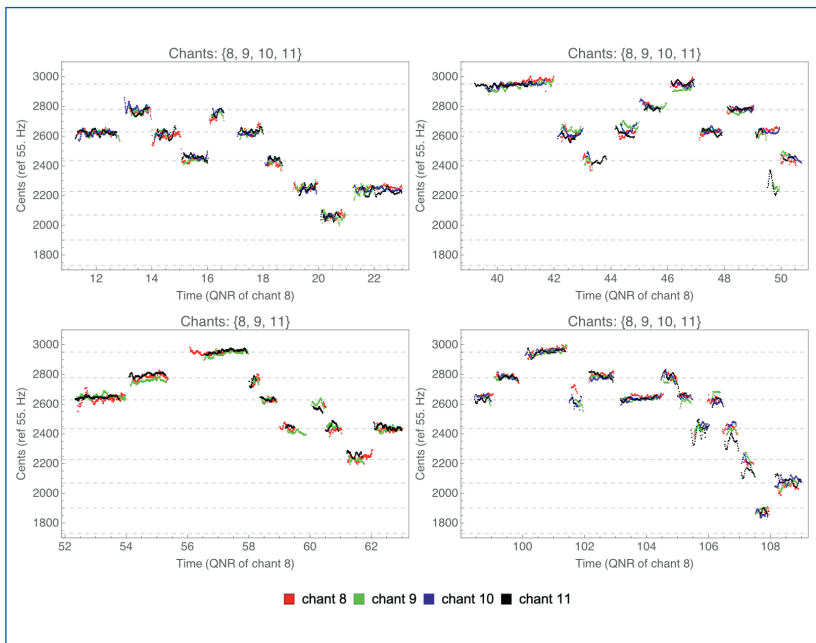 Chants: {8, 9, 10, 11}
3000
2800
2600
2400
2200
2000
1800
Cents (ref 55. Hz)
12 14 16 18 20 22
Time (QNR of chant 8)
Chants: {8, 9, 10, 11}
3000
2800
2600
2400
2200
2000
1800
Cents (ref 55. Hz)
40 42 44 46 48 50
Time (QNR of chant 8)
Chants: {8, 9, 11}
3000
2800
2600
2400
2200
2000
1800
Cents (ref 55. Hz)
52 54 56 58 60 62
Time (QNR of chant 8)
Chants: {8, 9, 10, 11}
3000
2800
2600
2400
2200
2000
1800
Cents (ref 55. Hz)
100 102 104 106 108
Time (QNR of chant 8)
chant 8 chant 9 chant 10 chant 11